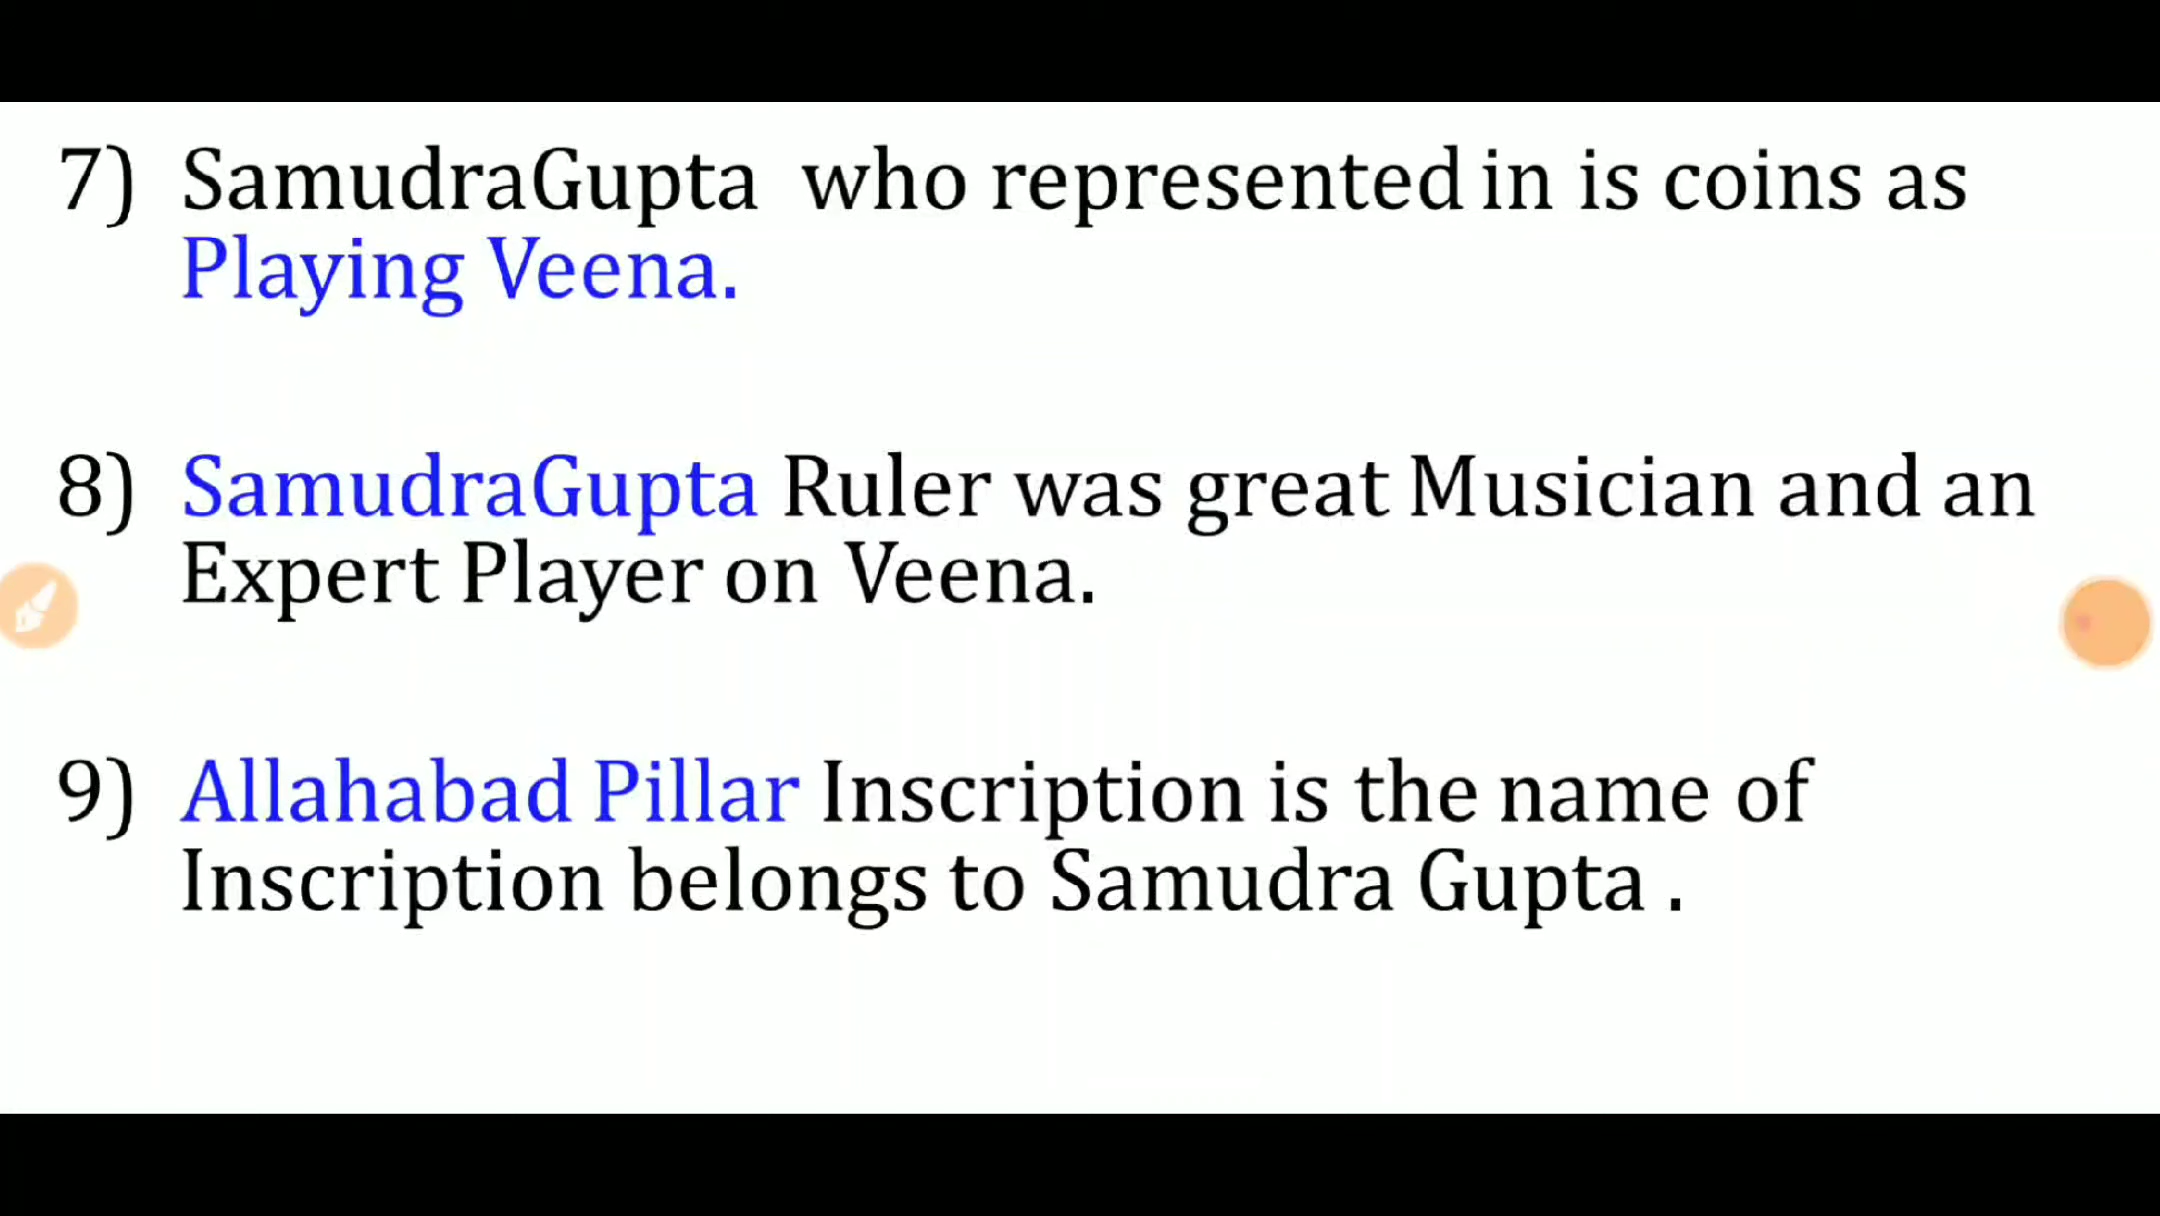 7) SamudraGupta who represented in is coins as
Playing Veena.
8) SamudraGupta Ruler was great Musician and an
Expert Player on Veena.
9) Allahabad Pillar Inscription is the name of
Inscription belongs to Samudra Gupta .